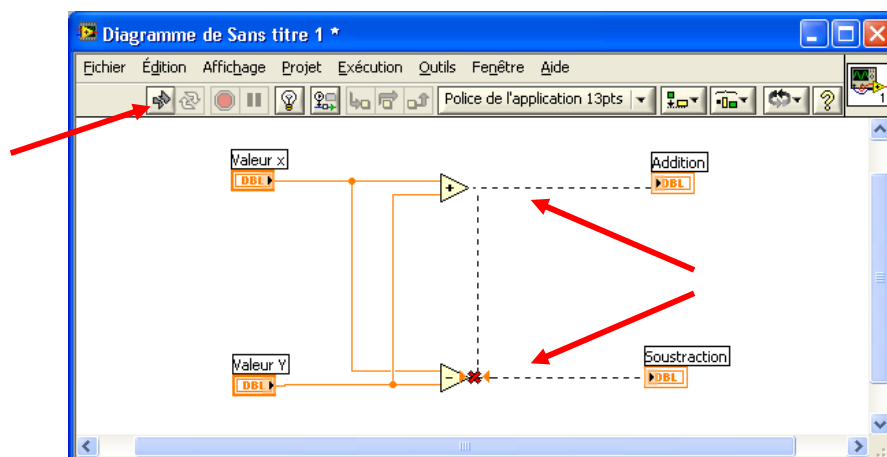 Diagramme de Sans titre 1 *
Fichier Édition Affichage Projet Exécution Outils Fenêtre Aide
Police de l'application 13pts
?
1
Valeur x
DBL
+
Addition
DBL
Valeur Y
DBL
-
Soustraction
DBL